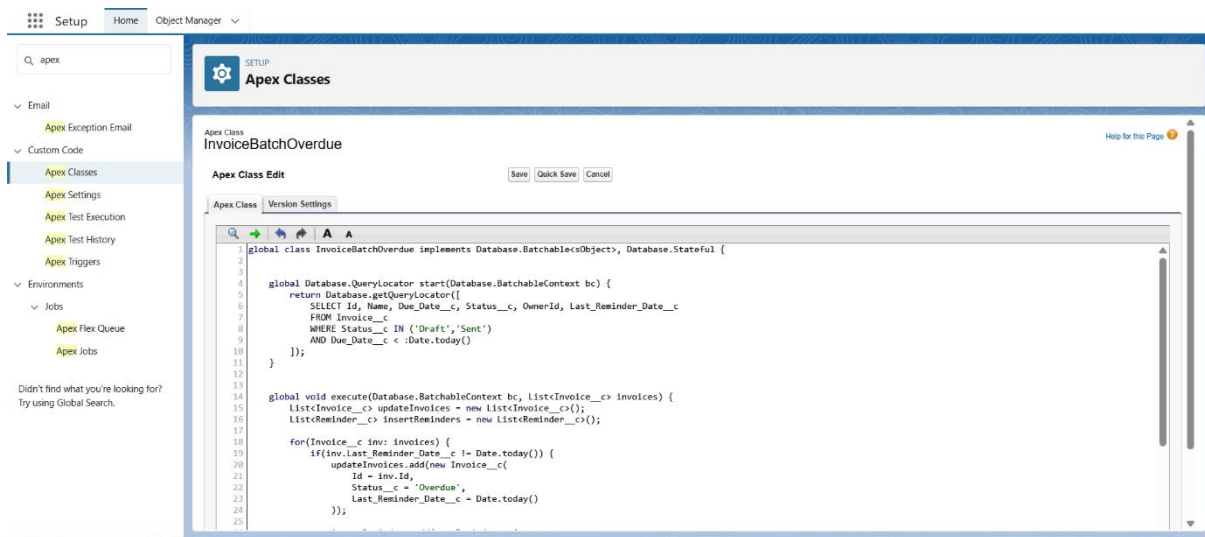 Setup
Home
Object Manager
apex
Email
Apex Exception Email
Custom Code
Apex Classes
Apex Settings
Apex Test Execution
Apex Test History
Apex Triggers
Environments
Jobs
Apex Flex Queue
Apex Jobs
Didn't find what you're looking for?
Try using Global Search.
SETUP
Apex Classes
Apex Class
InvoiceBatchOverdue
Help for this Page
Apex Class Edit
Save Quick Save Cancel
Apex Class Version Settings
A A
1 global class InvoiceBatchOverdue implements Database.Batchable<sObject>, Database.Stateful {
2
3
4 global Database.QueryLocator start(Database.BatchableContext bc) {
5 return Database.getQueryLocator([
6 SELECT Id, Name, Due_Date__c, Status__c, OwnerId, Last_Reminder_Date__c
7 FROM Invoice__c
8 WHERE Status__c IN ('Draft','Sent')
9 AND Due_Date__c < :Date.today()
10 ]);
11 }
12
13
14 global void execute(Database.BatchableContext bc, List<Invoice__c> invoices) {
15 List<Invoice__c> updateInvoices = new List<Invoice__c>();
16 List<Reminder__c> insertReminders = new List<Reminder__c>();
17
18 for(Invoice__c inv: invoices) {
19 if(inv.Last_Reminder_Date__c != Date.today()) {
20 updateInvoices.add(new Invoice__c(
21 Id = inv.Id,
22 Status__c = 'Overdue',
23 Last_Reminder_Date__c = Date.today()
24 ));
25